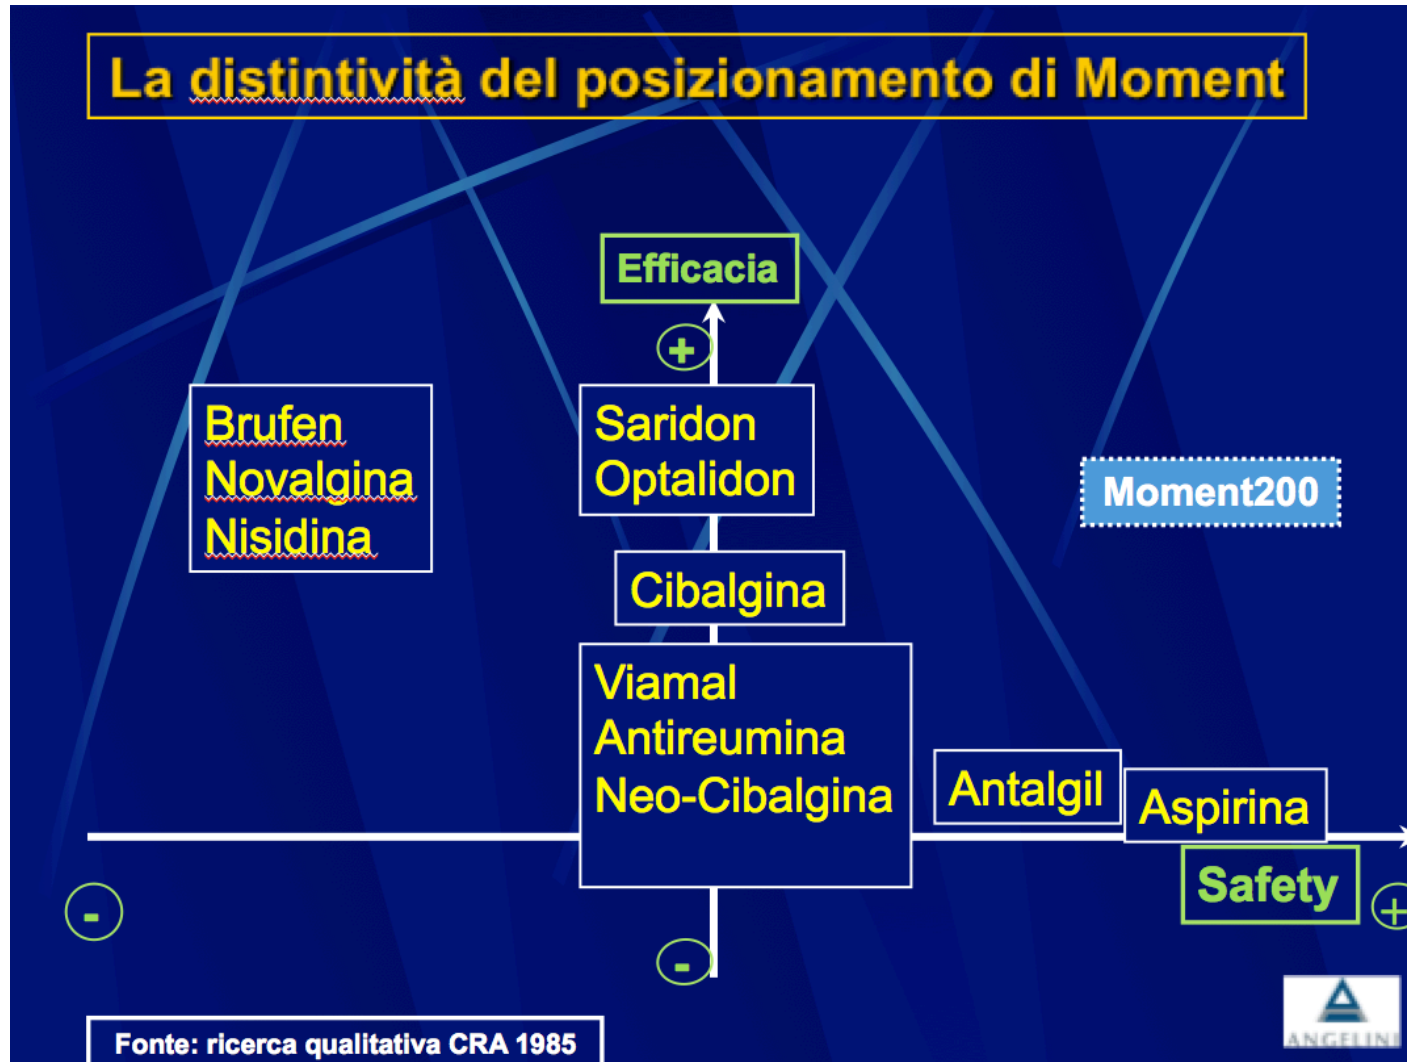 La distintività del posizionamento di Moment
Efficacia
+
Brufen
Novalgina
Nisidina
Saridon
Optalidon
Moment200
Cibalgina
Viamal
Antireumina
Neo-Cibalgina
Antalgil
Aspirina
Safety
-
+
-
ANGELINI
Fonte: ricerca qualitativa CRA 1985